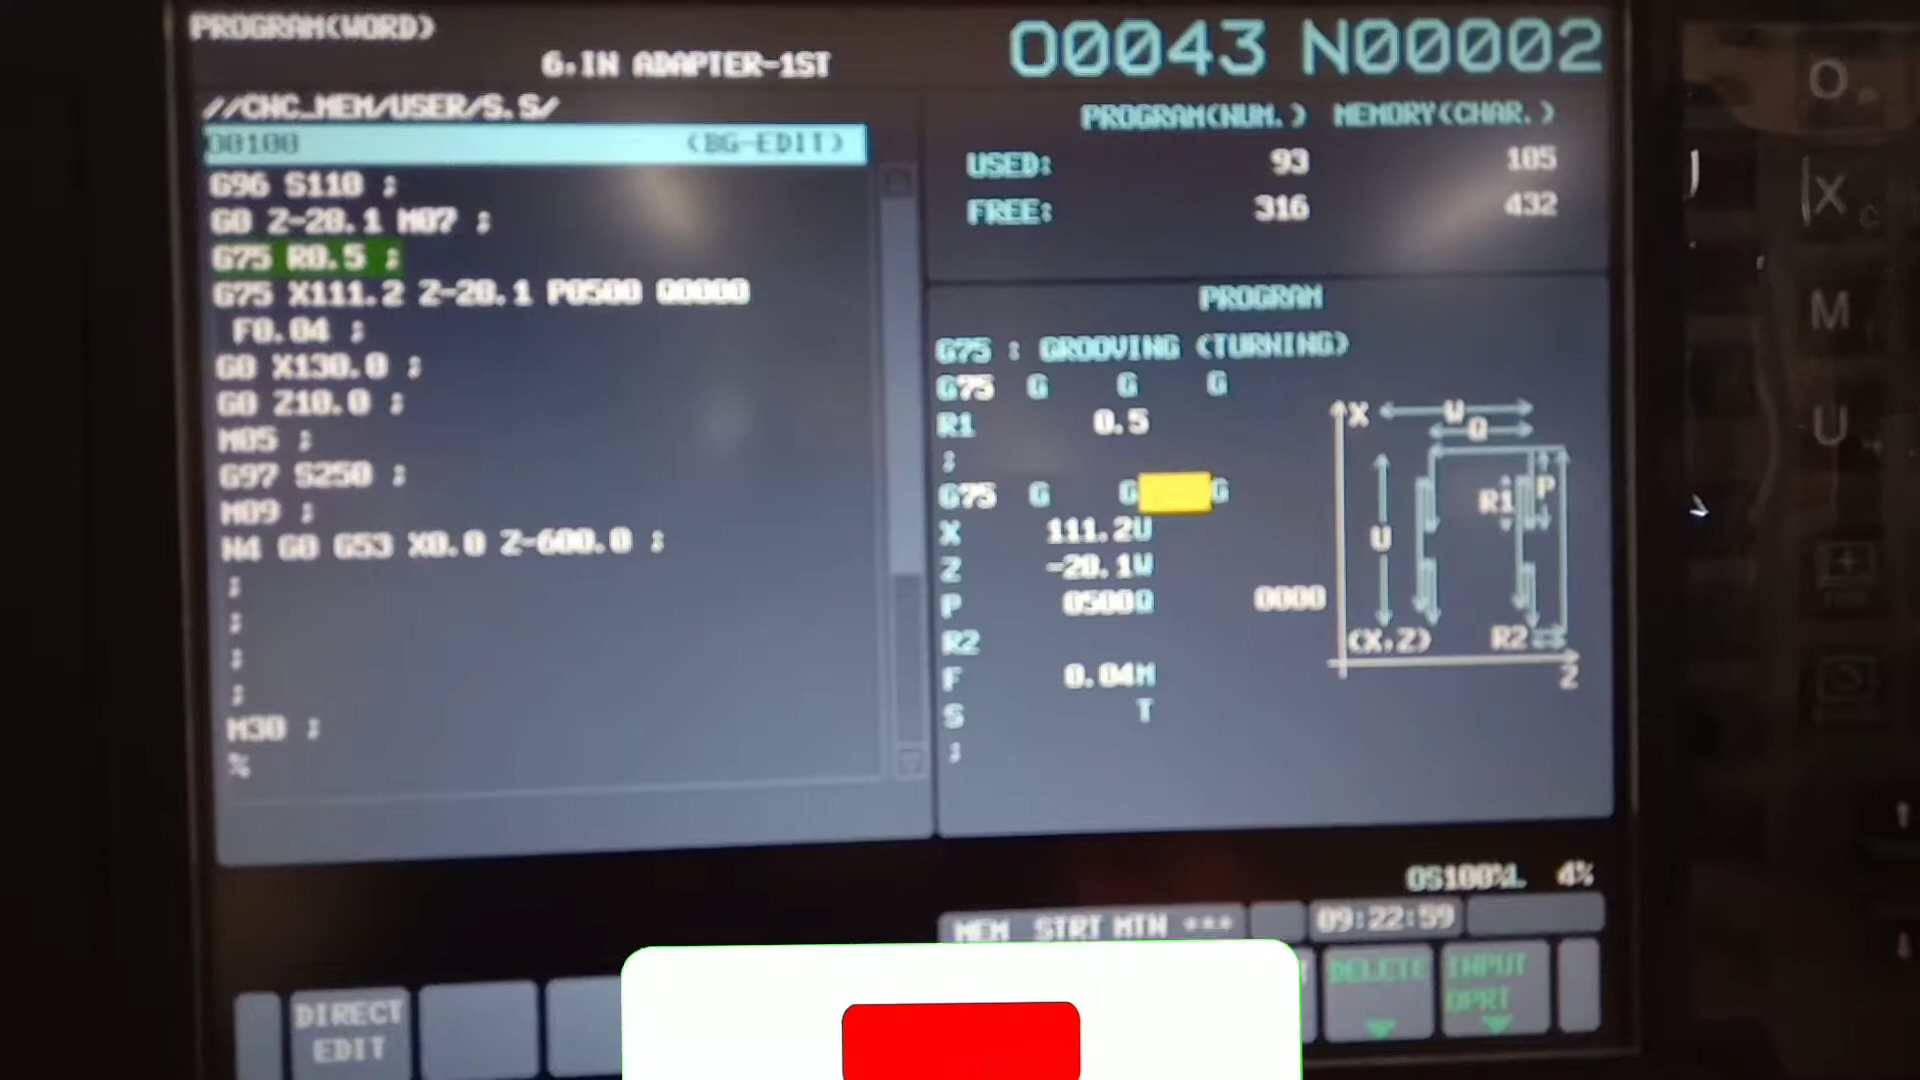 PROGRAM(WORD)
6.IN ADAPTER-1ST
O0043 N00002
//CNC_MEM/USER/S.S/
O0100 (BG-EDIT)
G96 S110 ;
G0 Z-28.1 M07 ;
G75 R0.5 ;
G75 X111.2 Z-28.1 P0500 Q0000
F0.04 ;
G0 X130.0 ;
G0 Z10.0 ;
M05 ;
G97 S250 ;
M09 ;
N4 G0 G53 X0.0 Z-600.0 ;
;
;
;
;
M30 ;
%
PROGRAM(NUM.) MEMORY(CHAR.)
USED: 93 105
FREE: 316 432
PROGRAM
G75 : GROOVING (TURNING)
G75 G G G
R1 0.5
;
G75 G G G
X 111.2 U
Z -28.1 W
P 0500 Q 0000
R2
F 0.04 M
S T
;
X W
Q
R1 P
U
(X,Z) R2
Z
OS100% L 4%
MEM STRT MTN *** 09:22:59
DIRECT
EDIT
DELETE
INPUT
OPRT
O
X C
M
U